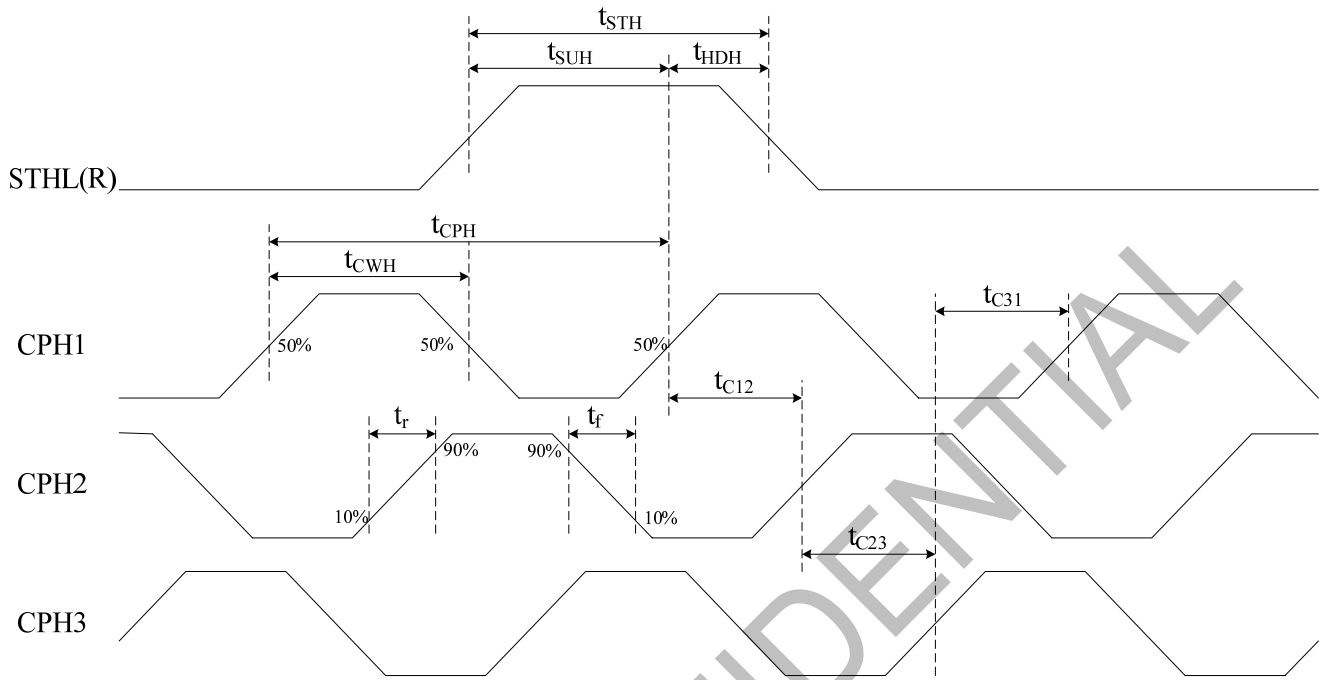 tSTH
tSUH
tHDH
STHL(R)
tCPH
tCWH
tC31
CPH1
50%
50%
50%
tC12
tr
tf
CPH2
90%
90%
10%
10%
tC23
CPH3